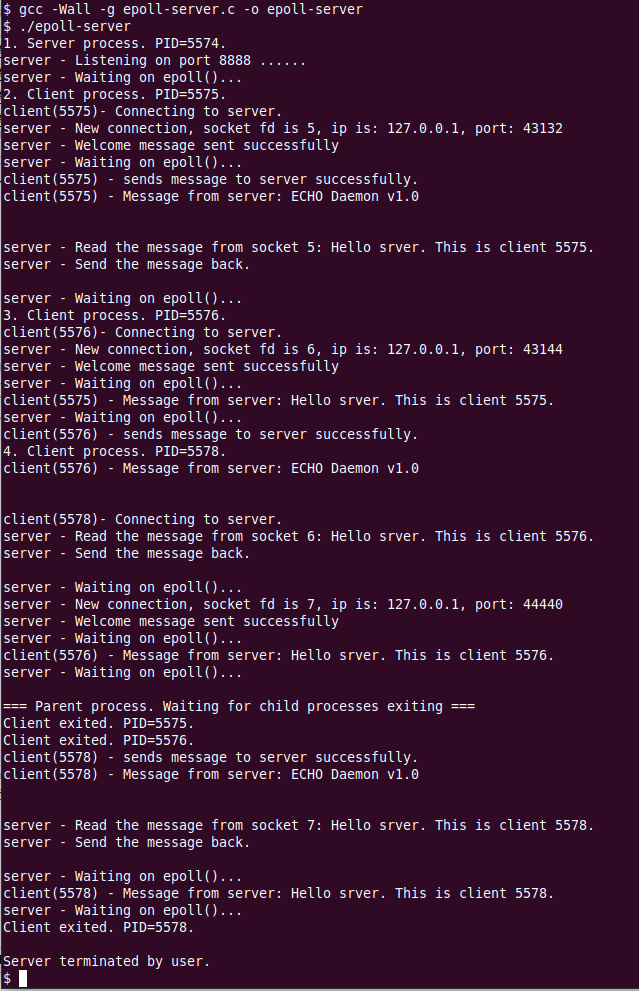 $ gcc -Wall -g epoll-server.c -o epoll-server
$ ./epoll-server
1. Server process. PID=5574.
server - Listening on port 8888 ......
server - Waiting on epoll()...
2. Client process. PID=5575.
client(5575)- Connecting to server.
server - New connection, socket fd is 5, ip is: 127.0.0.1, port: 43132
server - Welcome message sent successfully
server - Waiting on epoll()...
client(5575) - sends message to server successfully.
client(5575) - Message from server: ECHO Daemon v1.0
server - Read the message from socket 5: Hello srver. This is client 5575.
server - Send the message back.
server - Waiting on epoll()...
3. Client process. PID=5576.
client(5576)- Connecting to server.
server - New connection, socket fd is 6, ip is: 127.0.0.1, port: 43144
server - Welcome message sent successfully
server - Waiting on epoll()...
client(5575) - Message from server: Hello srver. This is client 5575.
server - Waiting on epoll()...
client(5576) - sends message to server successfully.
4. Client process. PID=5578.
client(5576) - Message from server: ECHO Daemon v1.0
client(5578)- Connecting to server.
server - Read the message from socket 6: Hello srver. This is client 5576.
server - Send the message back.
server - Waiting on epoll()...
server - New connection, socket fd is 7, ip is: 127.0.0.1, port: 44440
server - Welcome message sent successfully
server - Waiting on epoll()...
client(5576) - Message from server: Hello srver. This is client 5576.
server - Waiting on epoll()...
=== Parent process. Waiting for child processes exiting ===
Client exited. PID=5575.
Client exited. PID=5576.
client(5578) - sends message to server successfully.
client(5578) - Message from server: ECHO Daemon v1.0
server - Read the message from socket 7: Hello srver. This is client 5578.
server - Send the message back.
server - Waiting on epoll()...
client(5578) - Message from server: Hello srver. This is client 5578.
server - Waiting on epoll()...
Client exited. PID=5578.
Server terminated by user.
$